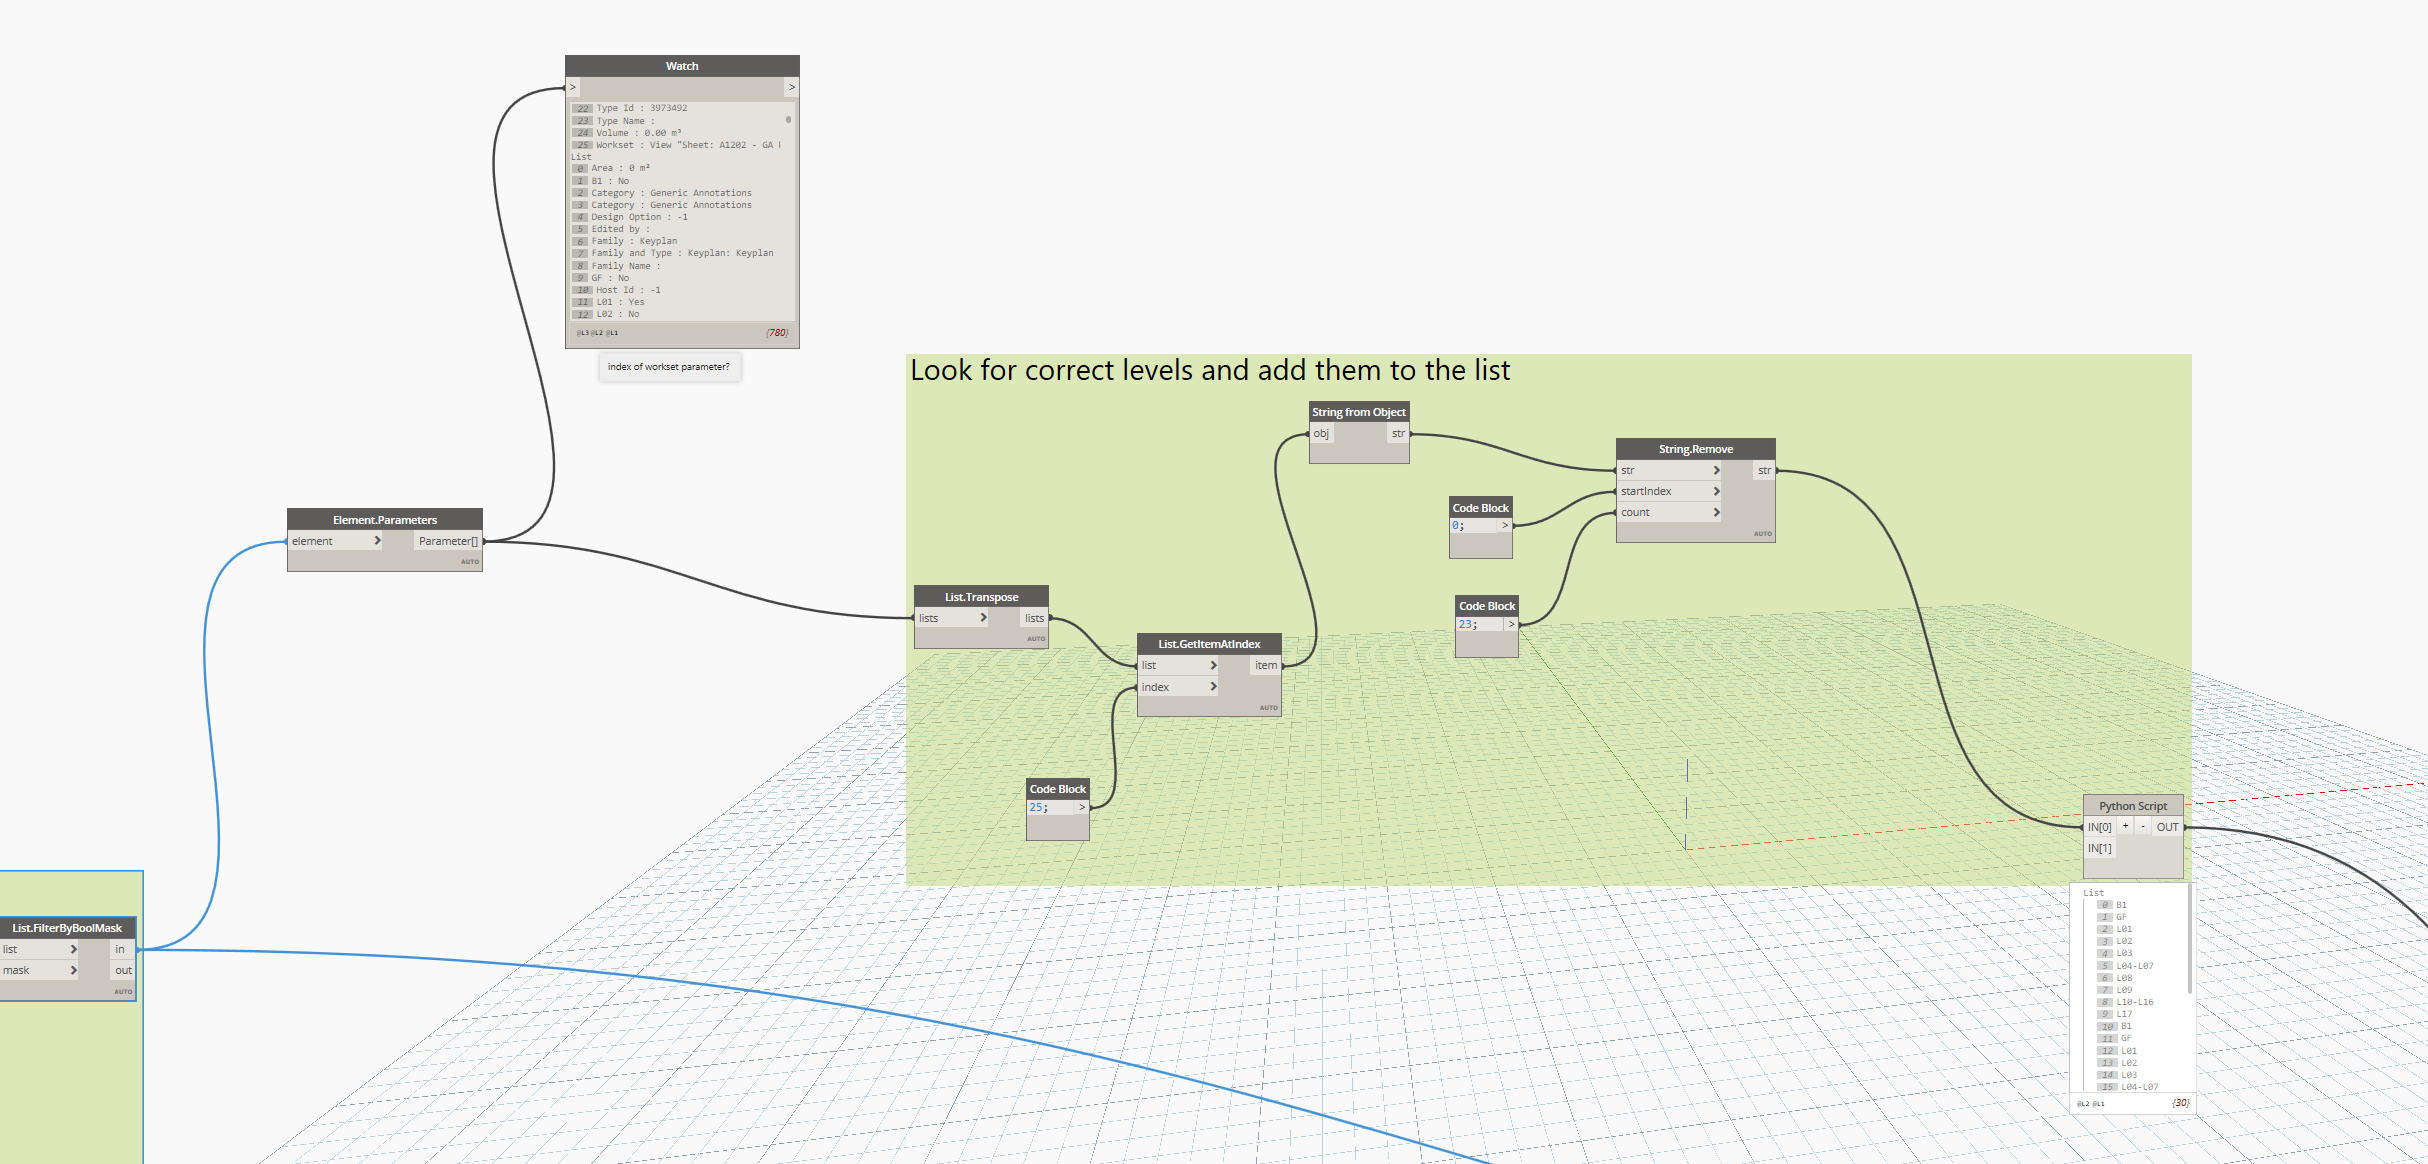 Watch
>
>
22 Type Id : 3973492
23 Type Name :
24 Volume : 0.00 m³
25 Workset : View "Sheet: A1202 - GA
List
0 Area : 0 m²
1 B1 : No
2 Category : Generic Annotations
3 Category : Generic Annotations
4 Design Option : -1
5 Edited by :
6 Family : Keyplan
7 Family and Type : Keyplan: Keyplan
8 Family Name :
9 GF : No
10 Host Id : -1
11 L01 : Yes
12 L02 : No
@L3 @L2 @L1 {780}
index of workset parameter?
Look for correct levels and add them to the list
String from Object
obj str
String.Remove
str > str
startIndex >
count >
AUTO
Code Block
0; >
Code Block
23; >
Element.Parameters
element > Parameter[]
AUTO
List.Transpose
lists > lists
AUTO
List.GetItemAtIndex
list > item
index >
AUTO
Code Block
25; >
Python Script
IN[0] + - OUT
IN[1]
List
0 B1
1 GF
2 L01
3 L02
4 L03
5 L04-L07
6 L08
7 L09
8 L10-L16
9 L17
10 B1
11 GF
12 L01
13 L02
14 L03
15 L04-L07
@L2 @L1 {30}
List.FilterByBoolMask
list > in
mask > out
AUTO